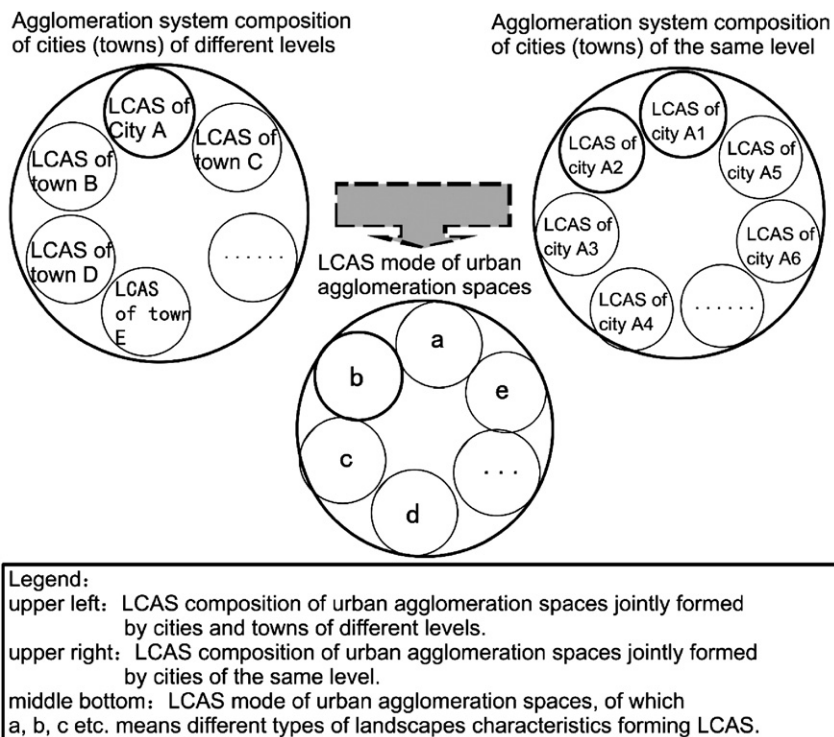 Agglomeration system composition
of cities (towns) of different levels
Agglomeration system composition
of cities (towns) of the same level
LCAS of
City A
LCAS of
town C
LCAS of
town B
LCAS of
town D
LCAS
of town
E
......
LCAS of
city A1
LCAS of
city A2
LCAS of
city A5
LCAS of
city A3
LCAS of
city A6
LCAS of
city A4
......
LCAS mode of urban
agglomeration spaces
a
b
e
c
...
d
Legend:
upper left: LCAS composition of urban agglomeration spaces jointly formed
by cities and towns of different levels.
upper right: LCAS composition of urban agglomeration spaces jointly formed
by cities of the same level.
middle bottom: LCAS mode of urban agglomeration spaces, of which
a, b, c etc. means different types of landscapes characteristics forming LCAS.